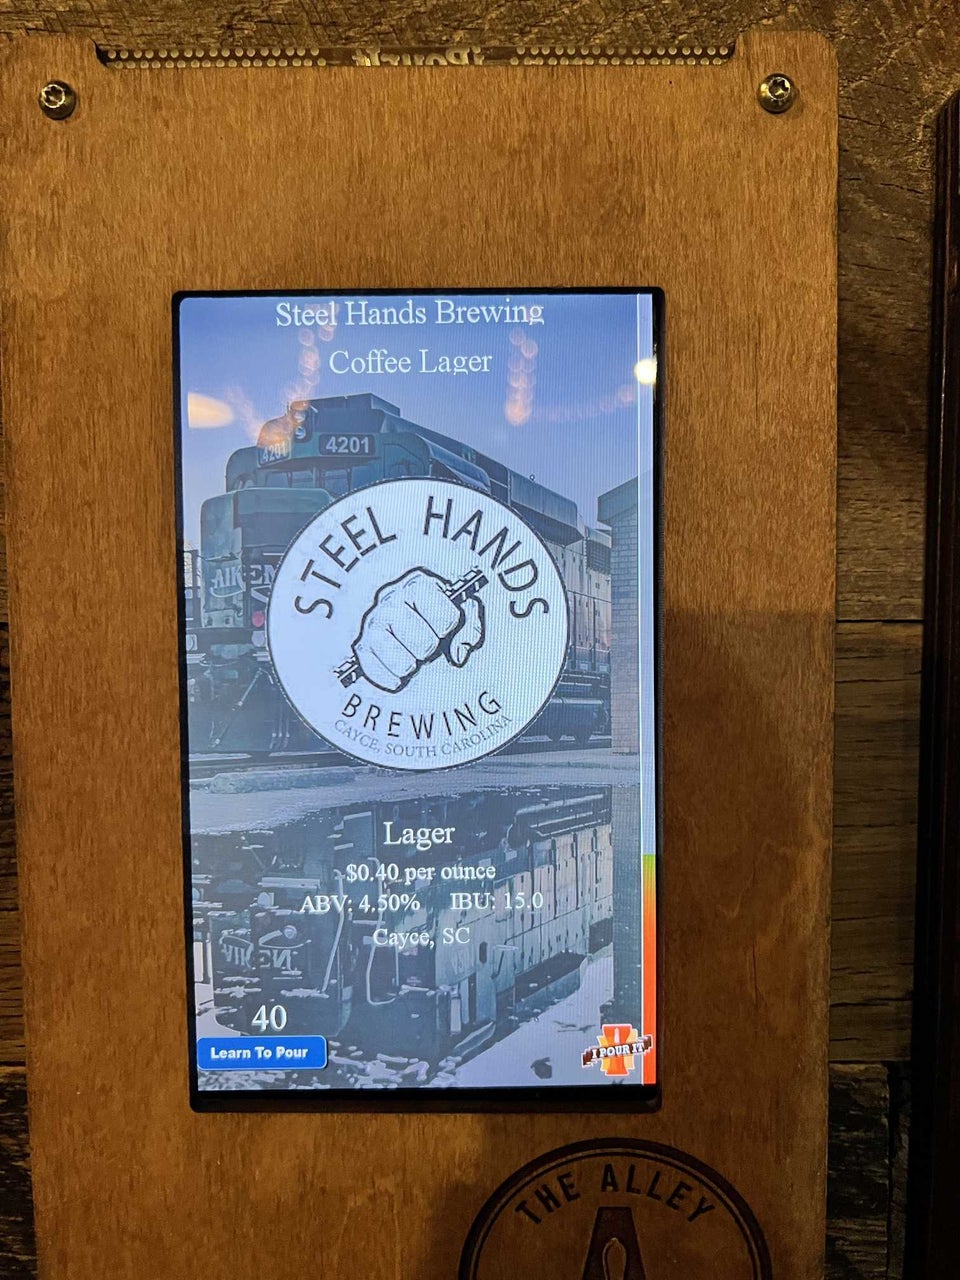 Steel Hands Brewing
Coffee Lager
4201
4201
AIKEN
STEEL HANDS
BREWING
CAYCE, SOUTH CAROLINA
Lager
$0.40 per ounce
ABV: 4.50% IBU: 15.0
Cayce, SC
40
Learn To Pour
I POUR IT
THE ALLEY